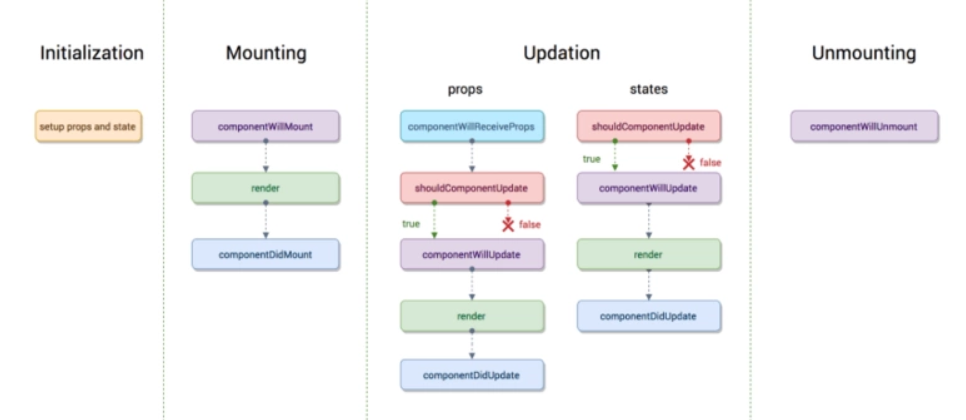 Initialization
Mounting
Updation
Unmounting
props
states
setup props and state
componentWillMount
render
componentDidMount
componentWillReceiveProps
shouldComponentUpdate
true
false
componentWillUpdate
render
componentDidUpdate
shouldComponentUpdate
true
false
componentWillUpdate
render
componentDidUpdate
componentWillUnmount